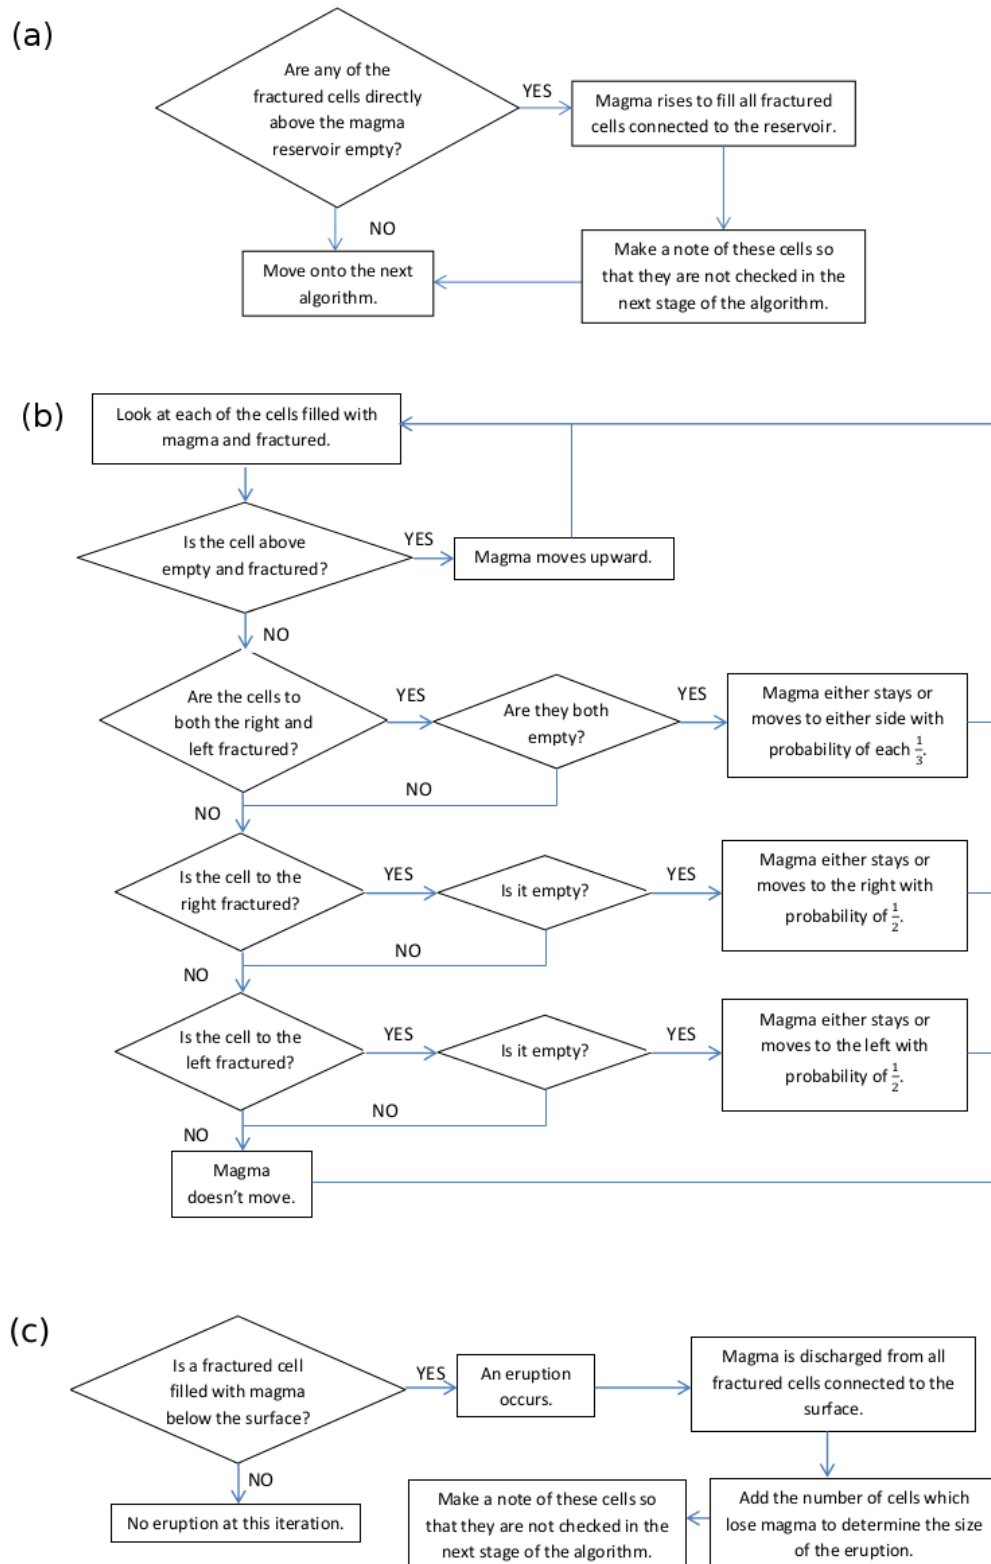 (a)
Are any of the
fractured cells directly
above the magma
reservoir empty?
YES
Magma rises to fill all fractured
cells connected to the reservoir.
NO
Move onto the next
algorithm.
Make a note of these cells so
that they are not checked in the
next stage of the algorithm.
(b)
Look at each of the cells filled with
magma and fractured.
Is the cell above
empty and fractured?
YES
Magma moves upward.
NO
Are the cells to
both the right and
left fractured?
YES
Are they both
empty?
YES
Magma either stays or
moves to either side with
probability of each 1/3.
NO
NO
Is the cell to the
right fractured?
YES
Is it empty?
YES
Magma either stays or
moves to the right with
probability of 1/2.
NO
NO
Is the cell to the
left fractured?
YES
Is it empty?
YES
Magma either stays or
moves to the left with
probability of 1/2.
NO
NO
Magma
doesn't move.
(c)
Is a fractured cell
filled with magma
below the surface?
YES
An eruption
occurs.
Magma is discharged from all
fractured cells connected to the
surface.
NO
No eruption at this iteration.
Make a note of these cells so
that they are not checked in the
next stage of the algorithm.
Add the number of cells which
lose magma to determine the size
of the eruption.